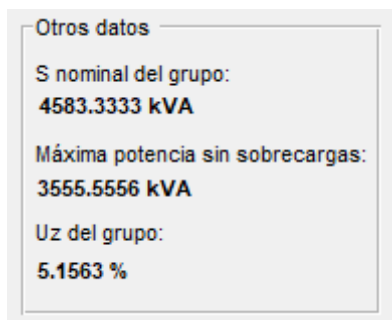 Otros datos
S nominal del grupo:
4583.3333 kVA
Máxima potencia sin sobrecargas:
3555.5556 kVA
Uz del grupo:
5.1563 %